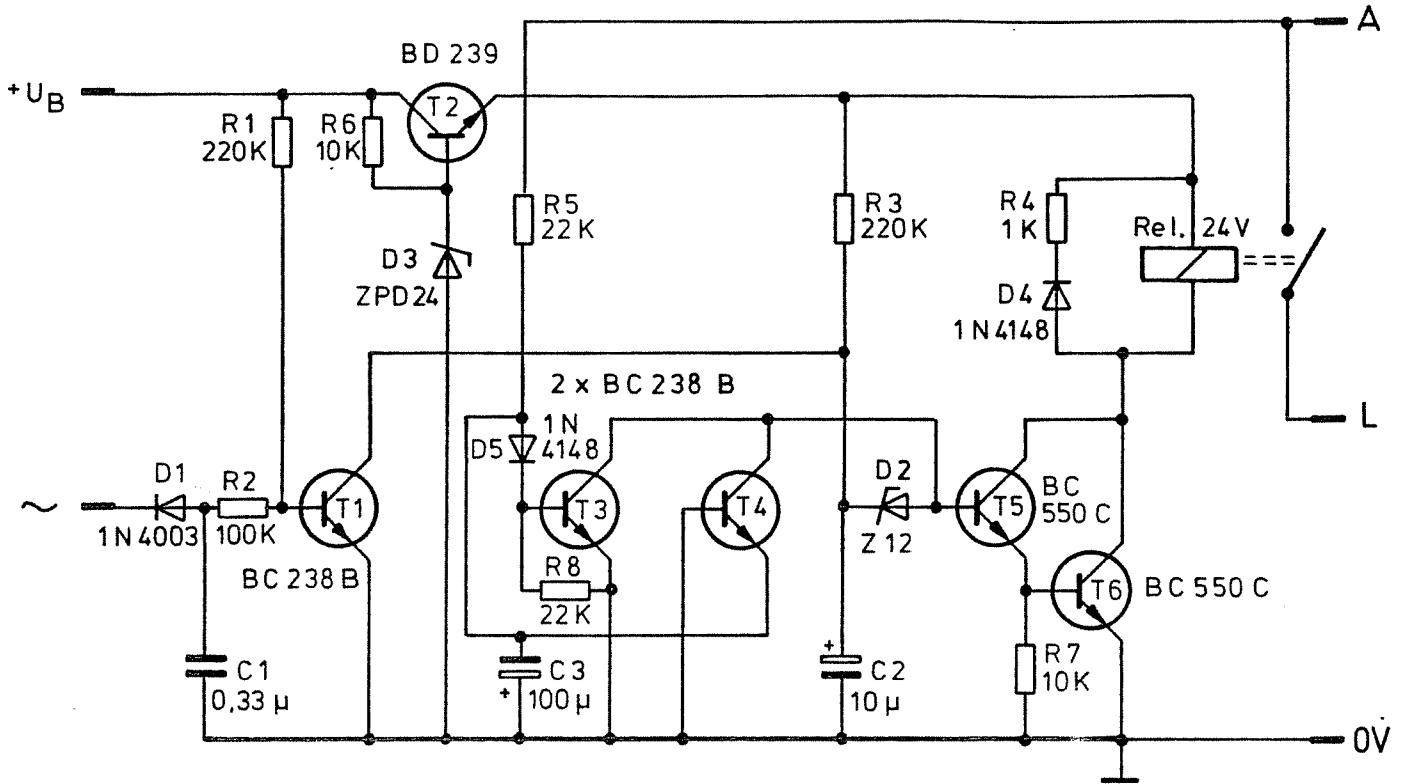 A
BD 239
+UB
T2
R1
220K
R6
10K
R5
22K
R3
220K
R4
1K
Rel. 24V
D3
ZPD24
D4
1N4148
2 x BC 238 B
L
1N
4148
D5
D1
R2
D2
BC
550 C
~
T1
T3
T4
T5
1N4003
100K
Z 12
BC 238 B
R8
22K
T6
BC 550 C
+
R7
10K
C1
0,33 µ
C3
+
100 µ
C2
10 µ
0V